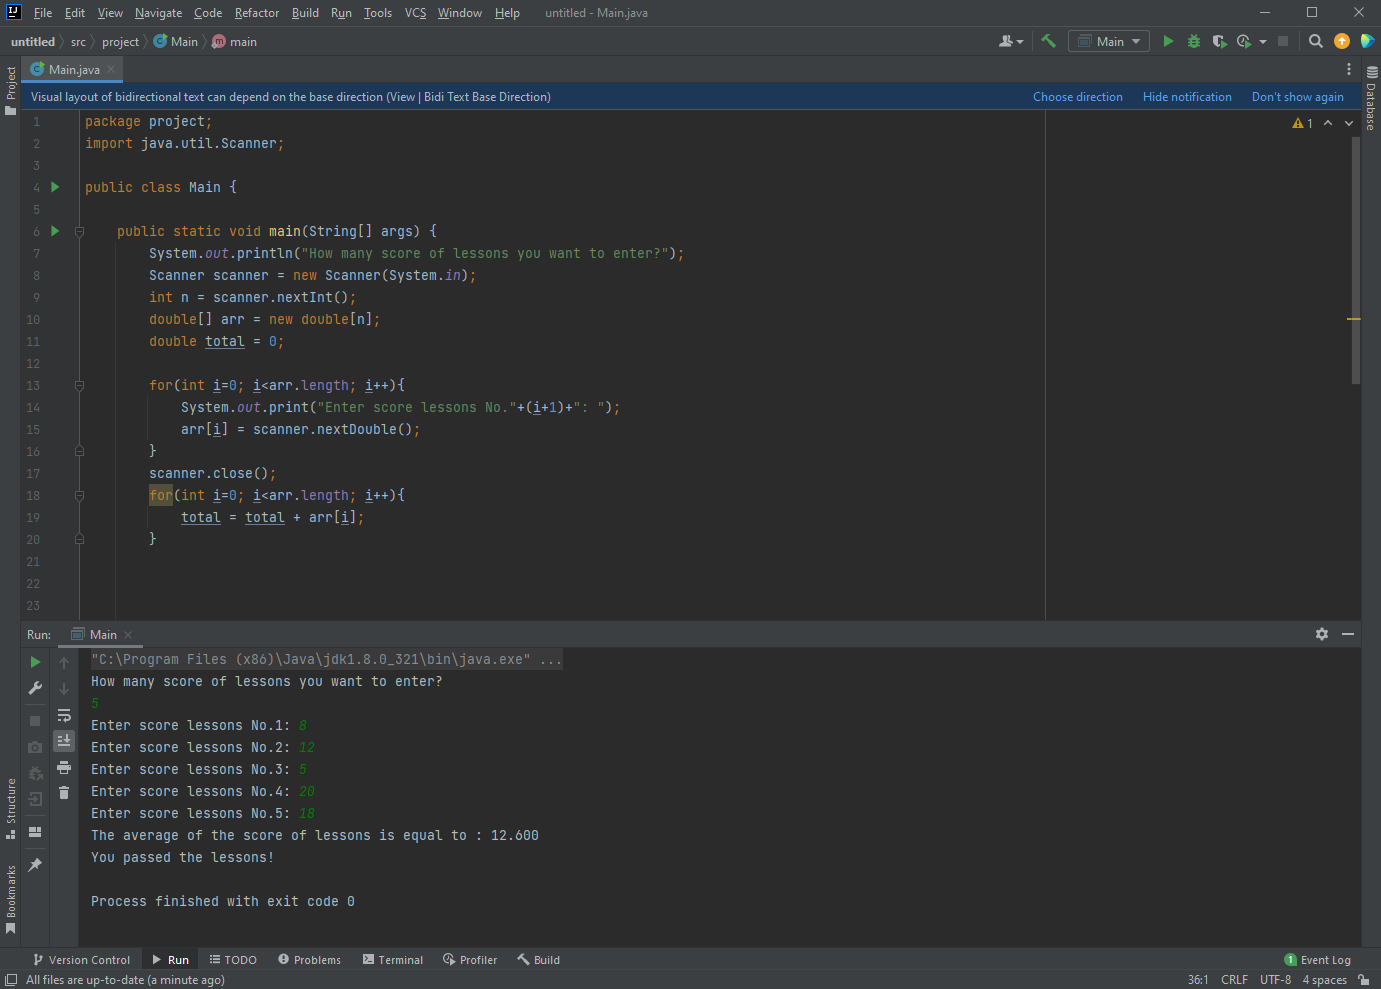 IJ File Edit View Navigate Code Refactor Build Run Tools VCS Window Help untitled - Main.java
untitled src project Main main Main
Project
Main.java
Database
Visual layout of bidirectional text can depend on the base direction (View | Bidi Text Base Direction) Choose direction Hide notification Don't show again
1 package project; 1
2 import java.util.Scanner;
3
4 public class Main {
5
6 public static void main(String[] args) {
7 System.out.println("How many score of lessons you want to enter?");
8 Scanner scanner = new Scanner(System.in);
9 int n = scanner.nextInt();
10 double[] arr = new double[n];
11 double total = 0;
12
13 for(int i=0; i<arr.length; i++){
14 System.out.print("Enter score lessons No."+(i+1)+": ");
15 arr[i] = scanner.nextDouble();
16 }
17 scanner.close();
18 for(int i=0; i<arr.length; i++){
19 total = total + arr[i];
20 }
21
22
23
Run: Main
"C:\Program Files (x86)\Java\jdk1.8.0_321\bin\java.exe" ...
How many score of lessons you want to enter?
5
Enter score lessons No.1: 8
Enter score lessons No.2: 12
Enter score lessons No.3: 5
Enter score lessons No.4: 20
Enter score lessons No.5: 18
The average of the score of lessons is equal to : 12.600
You passed the lessons!
Process finished with exit code 0
Structure
Bookmarks
Version Control Run TODO Problems Terminal Profiler Build 1 Event Log
All files are up-to-date (a minute ago) 36:1 CRLF UTF-8 4 spaces